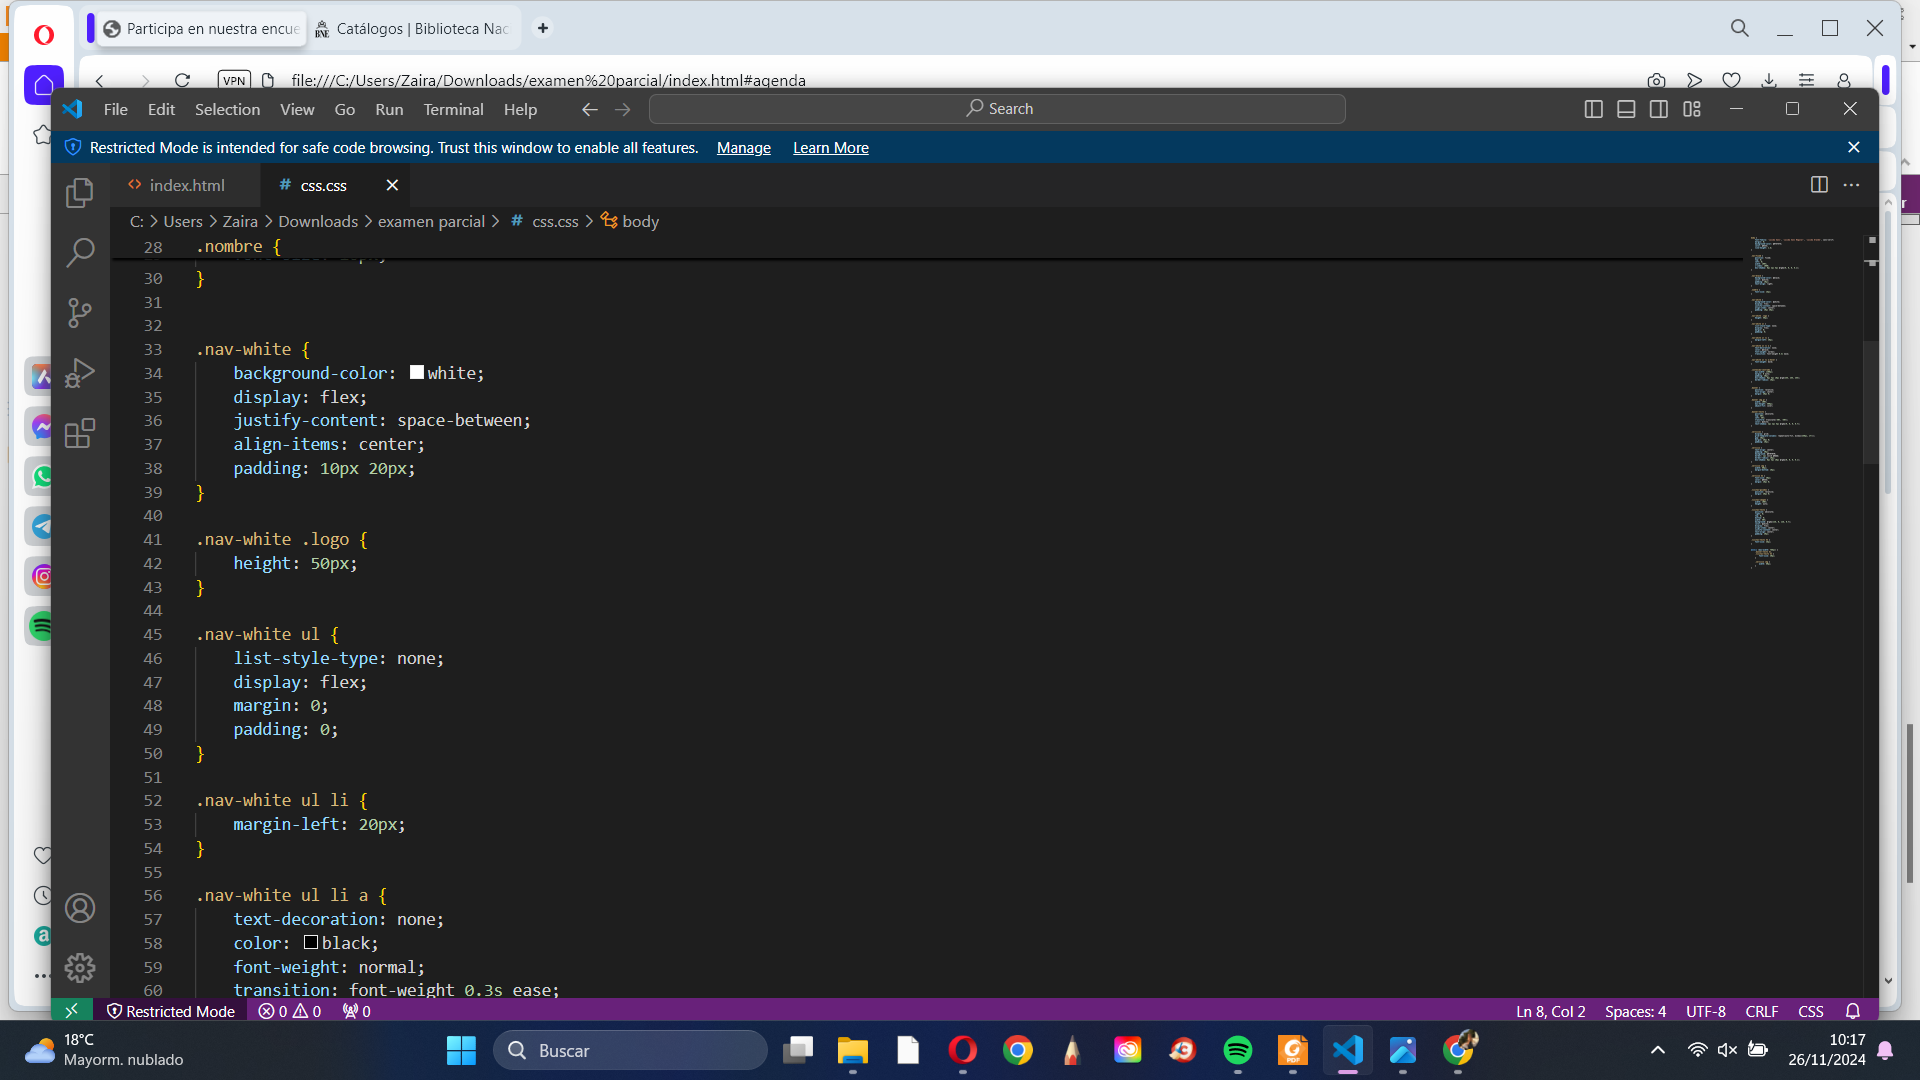 Participa en nuestra encue
BNE Catálogos | Biblioteca Nac
VPN
file:///C:/Users/Zaira/Downloads/examen%20parcial/index.html#agenda
File Edit Selection View Go Run Terminal Help
Search
Restricted Mode is intended for safe code browsing. Trust this window to enable all features. Manage Learn More
index.html
# css.css
C: > Users > Zaira > Downloads > examen parcial > # css.css > body
28 .nombre {
30 }
31
32
33 .nav-white {
34 background-color: white;
35 display: flex;
36 justify-content: space-between;
37 align-items: center;
38 padding: 10px 20px;
39 }
40
41 .nav-white .logo {
42 height: 50px;
43 }
44
45 .nav-white ul {
46 list-style-type: none;
47 display: flex;
48 margin: 0;
49 padding: 0;
50 }
51
52 .nav-white ul li {
53 margin-left: 20px;
54 }
55
56 .nav-white ul li a {
57 text-decoration: none;
58 color: black;
59 font-weight: normal;
60 transition: font-weight 0.3s ease;
Restricted Mode 0 0 0
Ln 8, Col 2 Spaces: 4 UTF-8 CRLF CSS
18°C
Mayorm. nublado
Buscar
10:17
26/11/2024